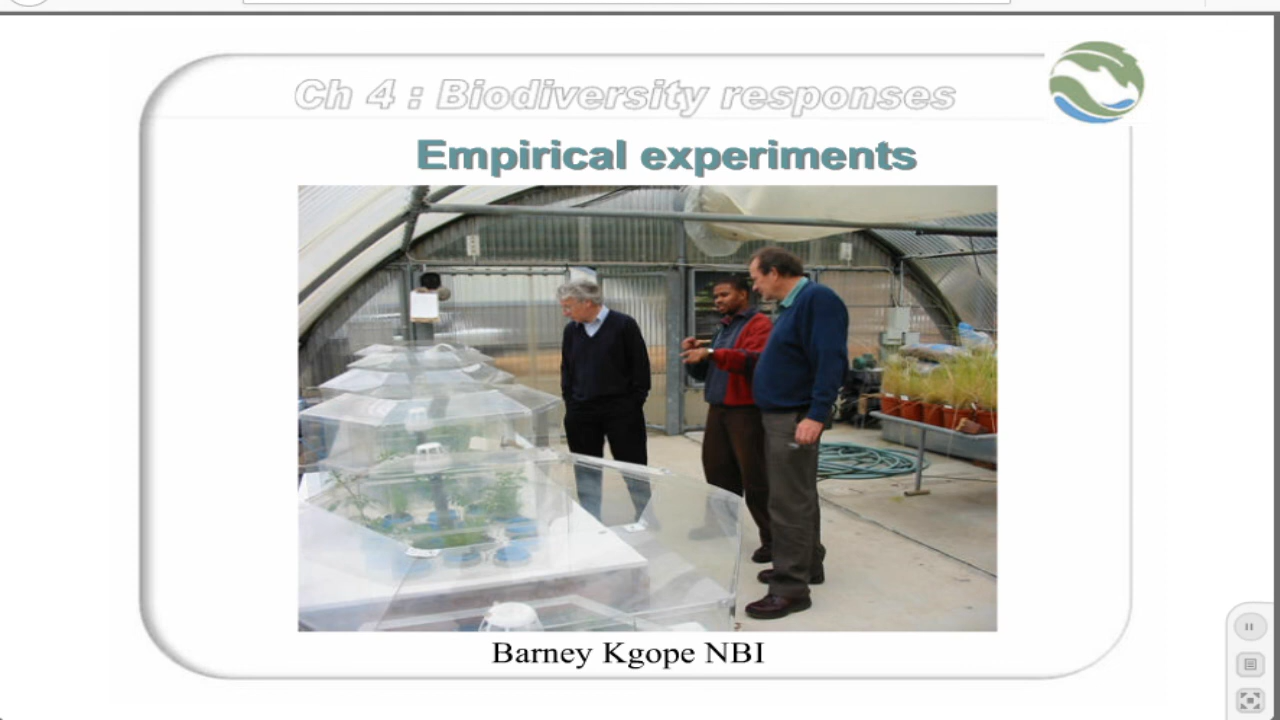 Ch 4 : Biodiversity responses
Empirical experiments
Barney Kgope NBI